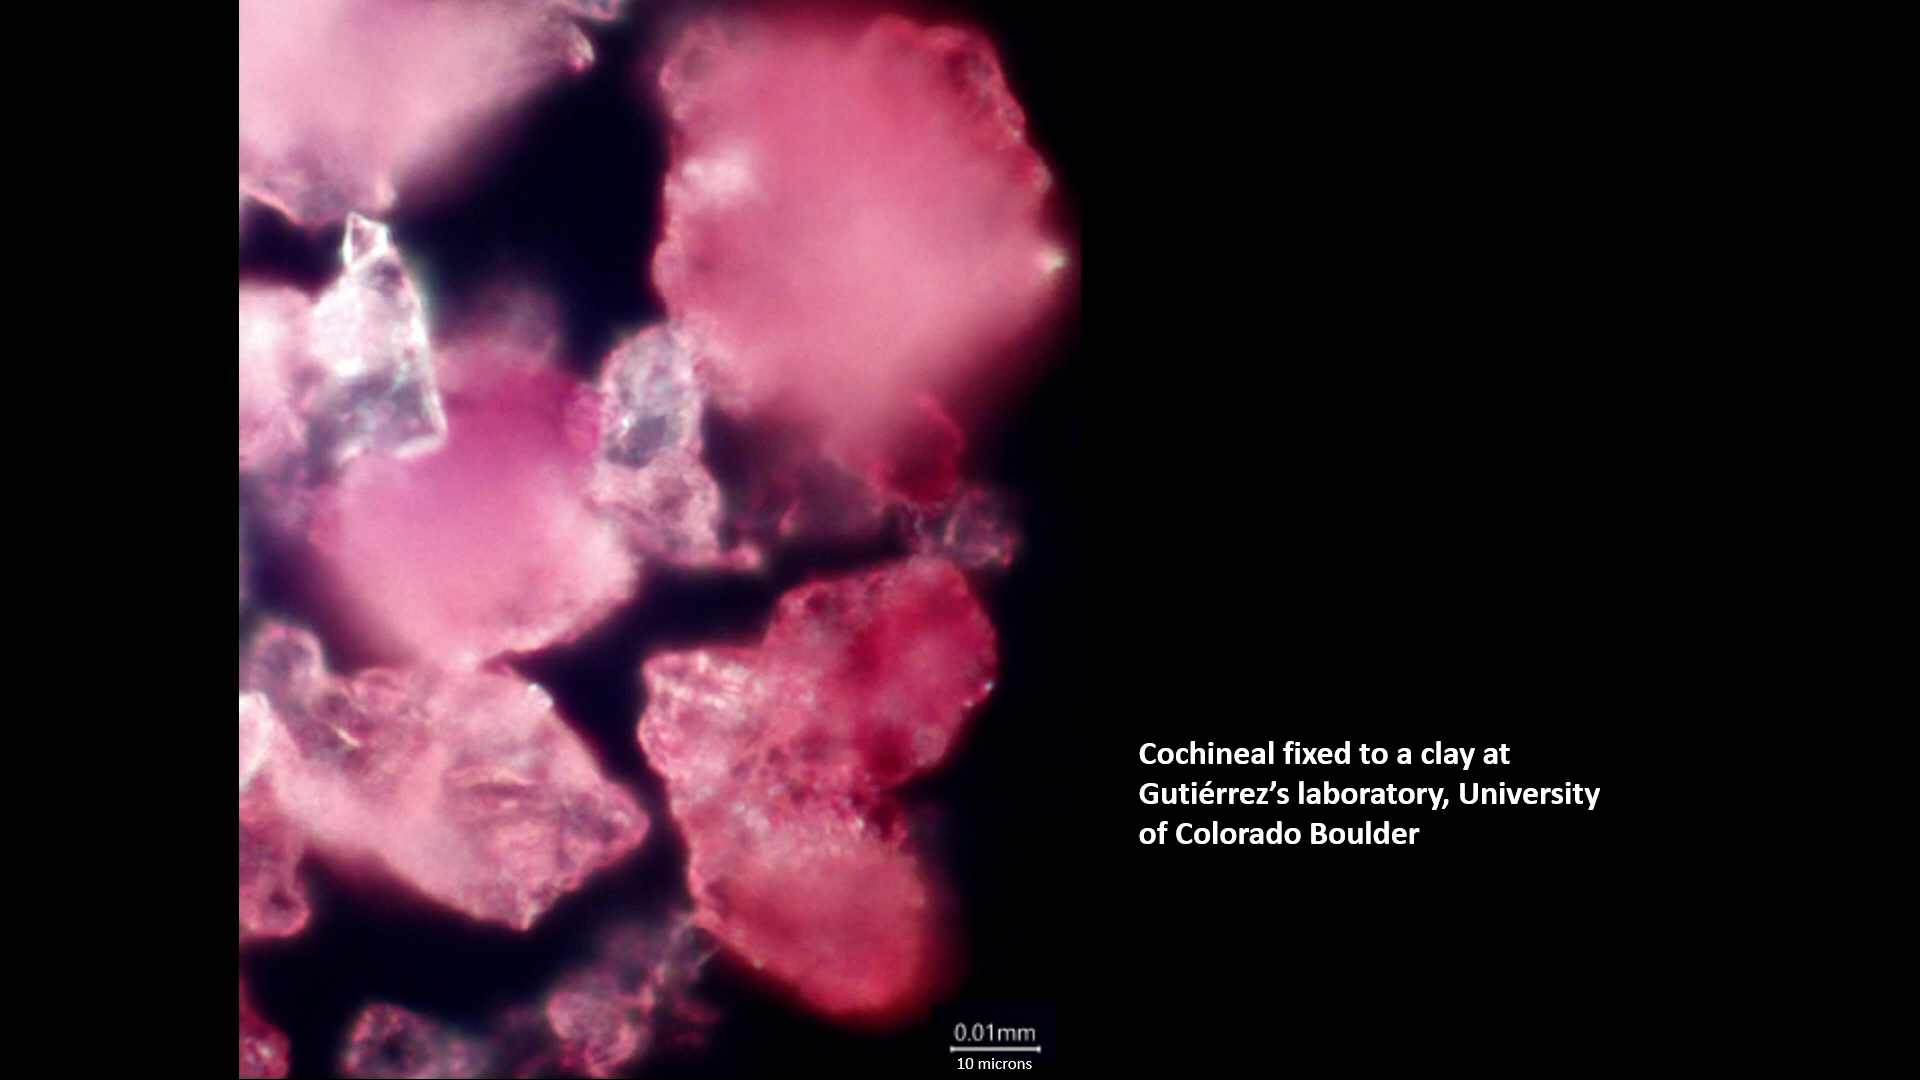 Cochineal fixed to a clay at
Gutiérrez’s laboratory, University
of Colorado Boulder
0.01mm
10 microns